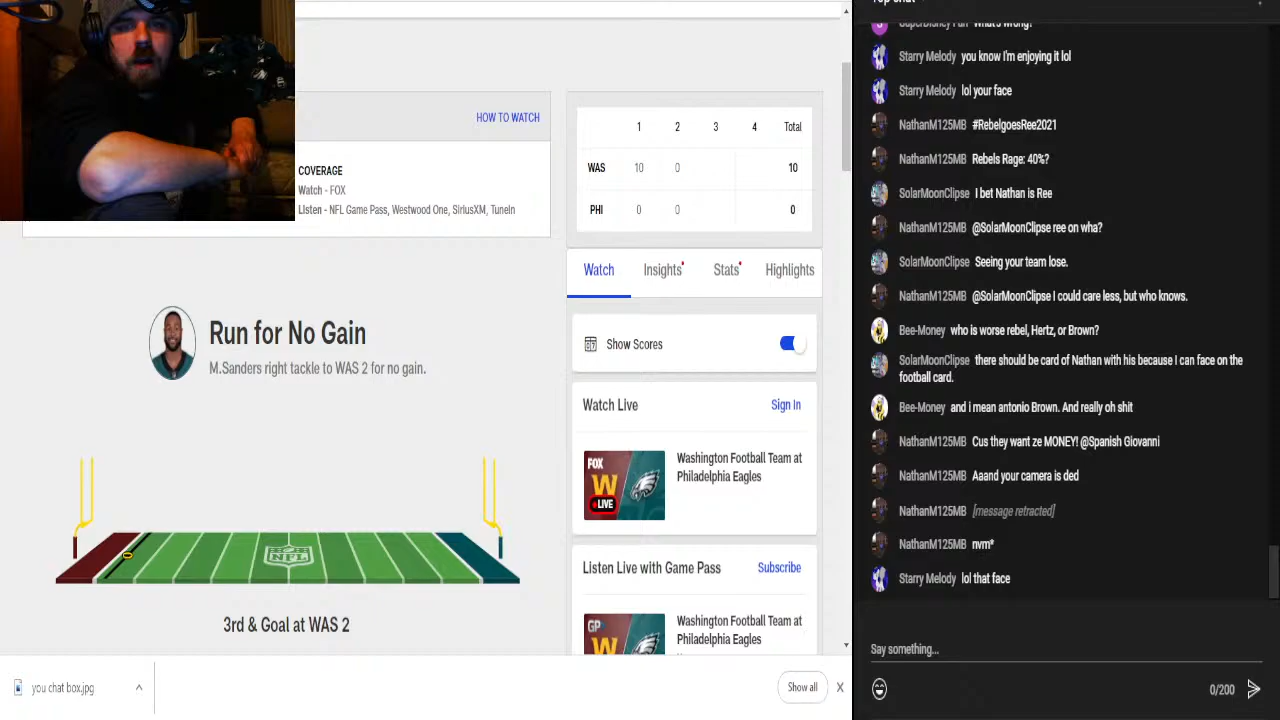 HOW TO WATCH
COVERAGE
Watch - FOX
Listen - NFL Game Pass, Westwood One, SiriusXM, TuneIn
1 2 3 4 Total
WAS 10 0 10
PHI 0 0 0
Watch Insights Stats Highlights
Show Scores
Watch Live Sign In
FOX
W
LIVE
Washington Football Team at
Philadelphia Eagles
Listen Live with Game Pass Subscribe
GP+
W
Washington Football Team at
Philadelphia Eagles
Run for No Gain
M.Sanders right tackle to WAS 2 for no gain.
NFL
3rd & Goal at WAS 2
you chat box.jpg
Show all X
Top chat
SuperDisney Fan What's wrong?
Starry Melody you know I'm enjoying it lol
Starry Melody lol your face
NathanM125MB #RebelgoesRee2021
NathanM125MB Rebels Rage: 40%?
SolarMoonClipse I bet Nathan is Ree
NathanM125MB @SolarMoonClipse ree on wha?
SolarMoonClipse Seeing your team lose.
NathanM125MB @SolarMoonClipse I could care less, but who knows.
Bee-Money who is worse rebel, Hertz, or Brown?
SolarMoonClipse there should be card of Nathan with his because I can face on the
football card.
Bee-Money and i mean antonio Brown. And really oh shit
NathanM125MB Cus they want ze MONEY! @Spanish Giovanni
NathanM125MB Aaand your camera is ded
NathanM125MB [message retracted]
NathanM125MB nvm*
Starry Melody lol that face
Say something...
0/200